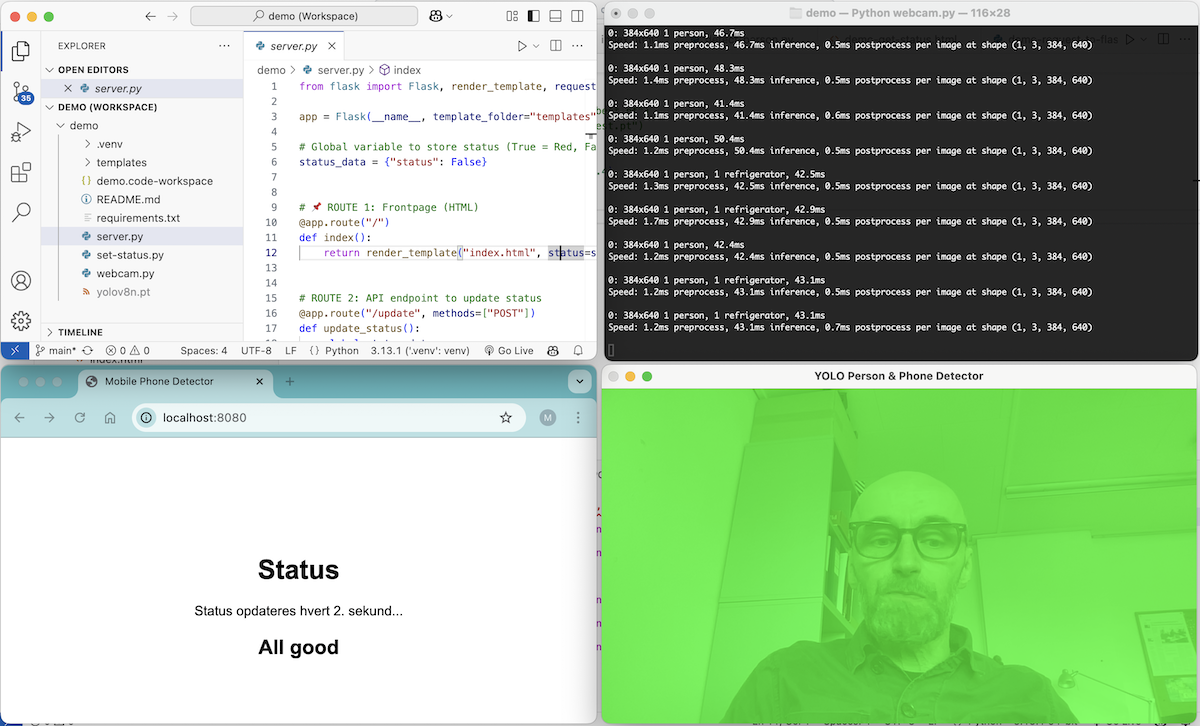 demo (Workspace)
EXPLORER
OPEN EDITORS
server.py
DEMO (WORKSPACE)
demo
.venv
templates
demo.code-workspace
README.md
requirements.txt
server.py
set-status.py
webcam.py
yolov8n.pt
TIMELINE
35
server.py
demo > server.py > index
1 from flask import Flask, render_template, request
2
3 app = Flask(__name__, template_folder="templates"
4
5 # Global variable to store status (True = Red, Fa
6 status_data = {"status": False}
7
8
9 # 📌 ROUTE 1: Frontpage (HTML)
10 @app.route("/")
11 def index():
12 return render_template("index.html", status=s
13
14
15 # ROUTE 2: API endpoint to update status
16 @app.route("/update", methods=["POST"])
17 def update_status():
main* 0 0 Spaces: 4 UTF-8 LF {} Python 3.13.1 ('.venv': venv) Go Live
demo — Python webcam.py — 116×28
0: 384x640 1 person, 46.7ms
Speed: 1.1ms preprocess, 46.7ms inference, 0.5ms postprocess per image at shape (1, 3, 384, 640)
0: 384x640 1 person, 48.3ms
Speed: 1.4ms preprocess, 48.3ms inference, 0.5ms postprocess per image at shape (1, 3, 384, 640)
0: 384x640 1 person, 41.4ms
Speed: 1.1ms preprocess, 41.4ms inference, 0.6ms postprocess per image at shape (1, 3, 384, 640)
0: 384x640 1 person, 50.4ms
Speed: 1.2ms preprocess, 50.4ms inference, 0.5ms postprocess per image at shape (1, 3, 384, 640)
0: 384x640 1 person, 1 refrigerator, 42.5ms
Speed: 1.3ms preprocess, 42.5ms inference, 0.5ms postprocess per image at shape (1, 3, 384, 640)
0: 384x640 1 person, 1 refrigerator, 42.9ms
Speed: 1.7ms preprocess, 42.9ms inference, 0.5ms postprocess per image at shape (1, 3, 384, 640)
0: 384x640 1 person, 42.4ms
Speed: 1.2ms preprocess, 42.4ms inference, 0.5ms postprocess per image at shape (1, 3, 384, 640)
0: 384x640 1 person, 1 refrigerator, 43.1ms
Speed: 1.2ms preprocess, 43.1ms inference, 0.5ms postprocess per image at shape (1, 3, 384, 640)
0: 384x640 1 person, 1 refrigerator, 43.1ms
Speed: 1.2ms preprocess, 43.1ms inference, 0.7ms postprocess per image at shape (1, 3, 384, 640)
Mobile Phone Detector
localhost:8080
M
Status
Status opdateres hvert 2. sekund...
All good
YOLO Person & Phone Detector